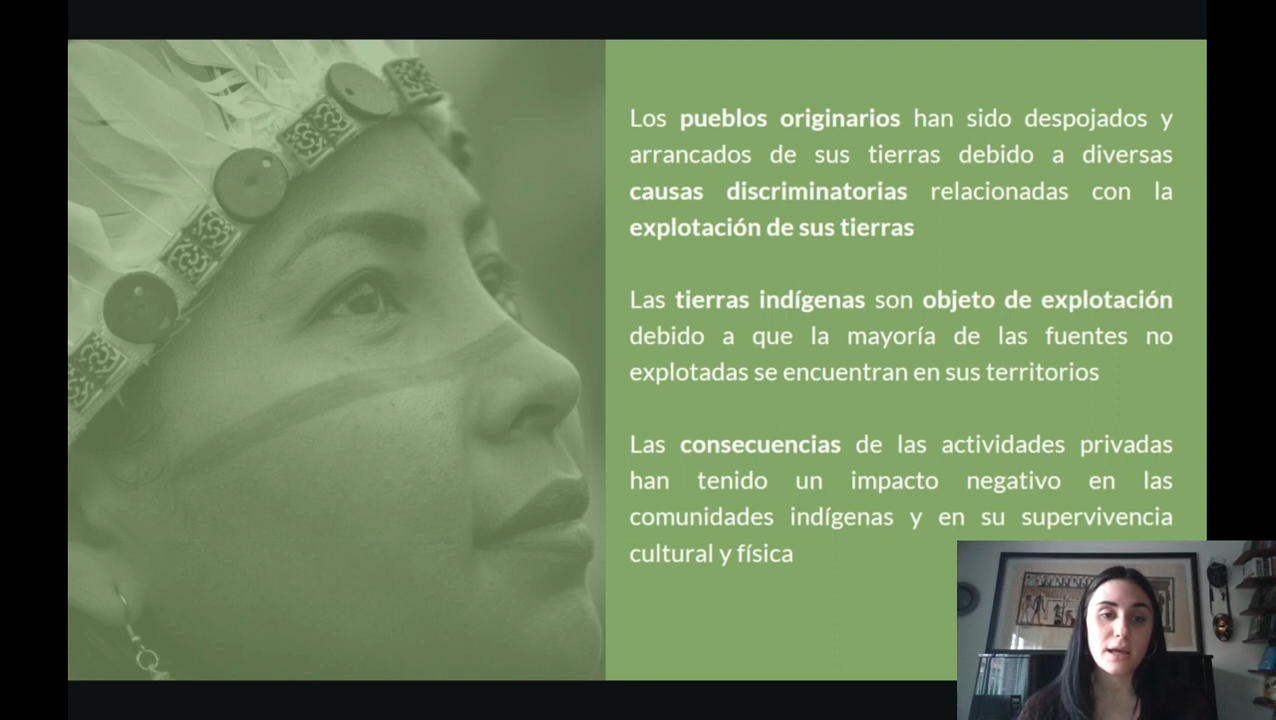 Los pueblos originarios han sido despojados y
arrancados de sus tierras debido a diversas
causas discriminatorias relacionadas con la
explotación de sus tierras
Las tierras indígenas son objeto de explotación
debido a que la mayoría de las fuentes no
explotadas se encuentran en sus territorios
Las consecuencias de las actividades privadas
han tenido un impacto negativo en las
comunidades indígenas y en su supervivencia
cultural y física